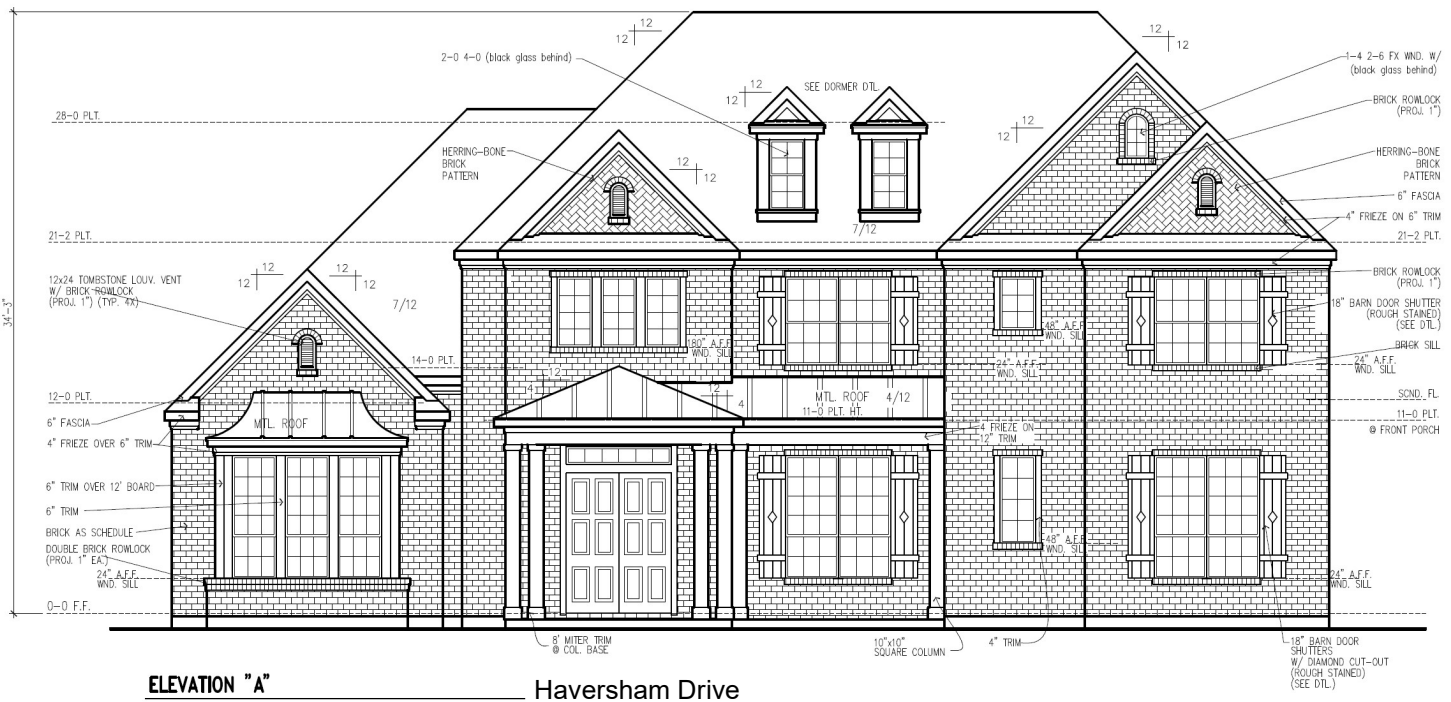 12
12
12
12
2-0 4-0 (black glass behind)
1-4 2-6 FX WND. W/
(black glass behind)
12
12
SEE DORMER DTL.
BRICK ROWLOCK
(PROJ. 1")
28-0 PLT.
12
12
HERRING-BONE
BRICK
PATTERN
12
12
HERRING-BONE
BRICK
PATTERN
6" FASCIA
4" FRIEZE ON 6" TRIM
7/12
21-2 PLT.
21-2 PLT.
12
12
12
12
12x24 TOMBSTONE LOUV. VENT
W/ BRICK ROWLOCK
(PROJ. 1") (TYP. 4X)
BRICK ROWLOCK
(PROJ. 1")
7/12
34'-3"
18" BARN DOOR SHUTTER
(ROUGH STAINED)
(SEE DTL.)
48" A.F.F.
WND. SILL
180" A.F.F.
WND. SILL
BRICK SILL
14-0 PLT.
24" A.F.F.
WND. SILL
24" A.F.F.
WND. SILL
12
4
12
4
12-0 PLT.
MTL. ROOF 4/12
11-0 PLT. HT.
SCND. FL.
6" FASCIA
MTL. ROOF
11-0 PLT.
@ FRONT PORCH
4" FRIEZE OVER 6" TRIM
4 FRIEZE ON
12" TRIM
6" TRIM OVER 12' BOARD
6" TRIM
BRICK AS SCHEDULE
DOUBLE BRICK ROWLOCK
(PROJ. 1" EA.)
48" A.F.F.
WND. SILL
24" A.F.F.
WND. SILL
24" A.F.F.
WND. SILL
0-0 F.F.
8' MITER TRIM
@ COL. BASE
10"x10"
SQUARE COLUMN
4" TRIM
18" BARN DOOR
SHUTTERS
W/ DIAMOND CUT-OUT
(ROUGH STAINED)
(SEE DTL.)
ELEVATION "A"
Haversham Drive